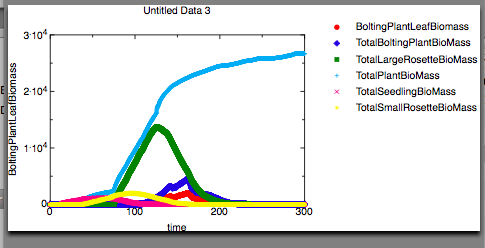 Untitled Data 3
BoltingPlantLeafBiomass
3·10⁴
2·10⁴
1·10⁴
0
0
100
200
300
time
BoltingPlantLeafBiomass
TotalBoltingPlantBioMass
TotalLargeRosetteBioMass
TotalPlantBioMass
TotalSeedlingBioMass
TotalSmallRosetteBioMass